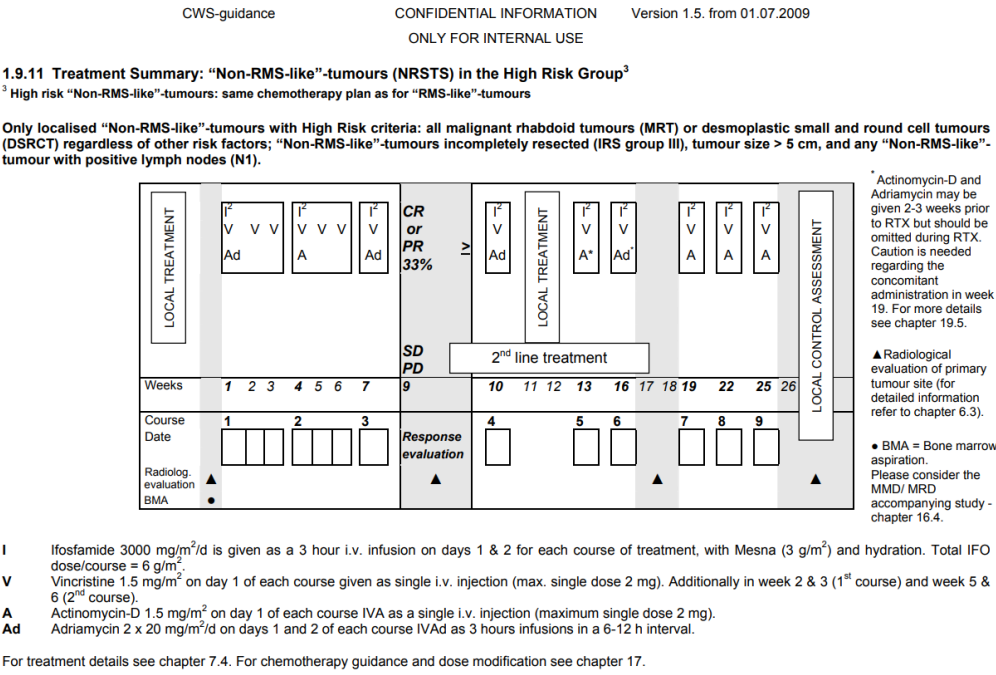 CWS-guidance CONFIDENTIAL INFORMATION Version 1.5. from 01.07.2009
ONLY FOR INTERNAL USE
1.9.11 Treatment Summary: “Non-RMS-like”-tumours (NRSTS) in the High Risk Group³
³ High risk “Non-RMS-like”-tumours: same chemotherapy plan as for “RMS-like”-tumours
Only localised “Non-RMS-like”-tumours with High Risk criteria: all malignant rhabdoid tumours (MRT) or desmoplastic small and round cell tumours
(DSRCT) regardless of other risk factors; “Non-RMS-like”-tumours incompletely resected (IRS group III), tumour size > 5 cm, and any “Non-RMS-like”-
tumour with positive lymph nodes (N1).
LOCAL TREATMENT
I² I² I² CR I² I² I² I² I² I²
V V V V V V V or V V V V V V
Ad A Ad PR ≥ Ad A* Ad* A A A
33%
LOCAL TREATMENT
LOCAL CONTROL ASSESSMENT
SD
PD
2nd line treatment
Weeks 1 2 3 4 5 6 7 9 10 11 12 13 16 17 18 19 22 25 26
Course 1 2 3 4 5 6 7 8 9
Date
Response
evaluation
Radiolog.
evaluation ▲ ▲ ▲ ▲
BMA ●
* Actinomycin-D and
Adriamycin may be
given 2-3 weeks prior
to RTX but should be
omitted during RTX.
Caution is needed
regarding the
concomitant
administration in week
19. For more details
see chapter 19.5.
▲Radiological
evaluation of primary
tumour site (for
detailed information
refer to chapter 6.3).
● BMA = Bone marrow
aspiration.
Please consider the
MMD/ MRD
accompanying study -
chapter 16.4.
I Ifosfamide 3000 mg/m²/d is given as a 3 hour i.v. infusion on days 1 & 2 for each course of treatment, with Mesna (3 g/m²) and hydration. Total IFO
dose/course = 6 g/m².
V Vincristine 1.5 mg/m² on day 1 of each course given as single i.v. injection (max. single dose 2 mg). Additionally in week 2 & 3 (1st course) and week 5 &
6 (2nd course).
A Actinomycin-D 1.5 mg/m² on day 1 of each course IVA as a single i.v. injection (maximum single dose 2 mg).
Ad Adriamycin 2 x 20 mg/m²/d on days 1 and 2 of each course IVAd as 3 hours infusions in a 6-12 h interval.
For treatment details see chapter 7.4. For chemotherapy guidance and dose modification see chapter 17.